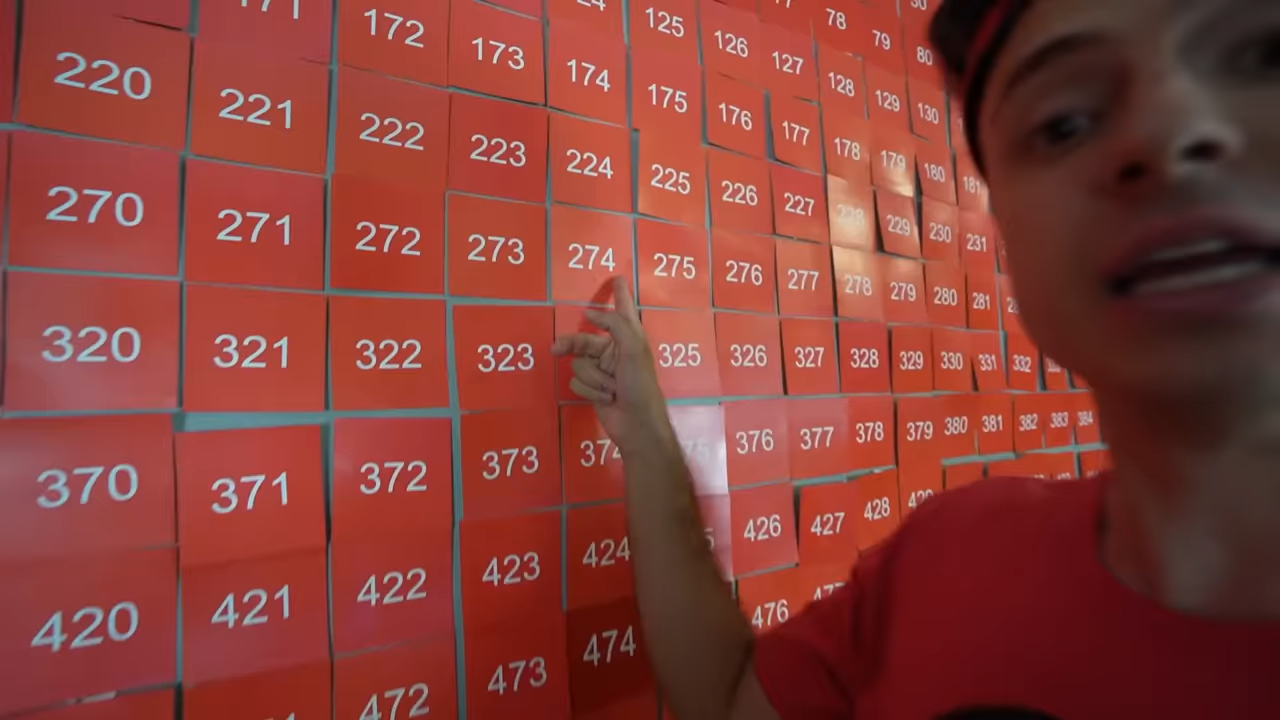 171 172 173 174 125 126 127 78 79 80
220 221 222 223 224 175 176 177 128 129 130
270 271 272 273 274 225 226 227 178 179 180 181
275 276 277 228 229 230 231
320 321 322 323 278 279 280 281
325 326 327 328 329 330 331 332
370 371 372 373 374 376 377 378 379 380 381 382 383 384
420 421 422 423 424 426 427 428
472 473 474 476